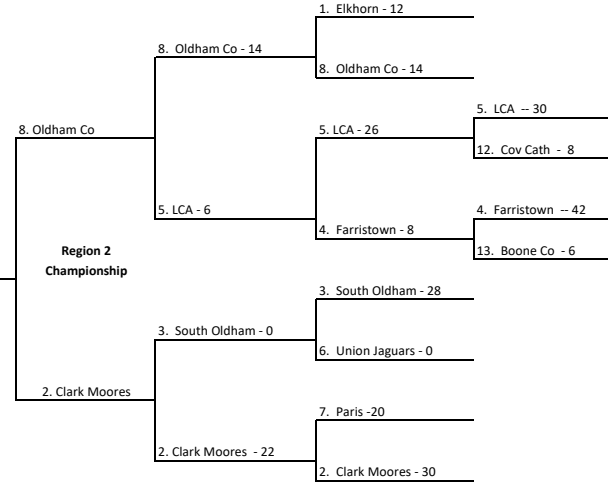 1. Elkhorn - 12
8. Oldham Co - 14
8. Oldham Co - 14
5. LCA -- 30
8. Oldham Co
5. LCA - 26
12. Cov Cath - 8
5. LCA - 6
4. Farristown -- 42
4. Farristown - 8
Region 2
Championship
13. Boone Co - 6
3. South Oldham - 28
3. South Oldham - 0
6. Union Jaguars - 0
2. Clark Moores
7. Paris -20
2. Clark Moores - 22
2. Clark Moores - 30